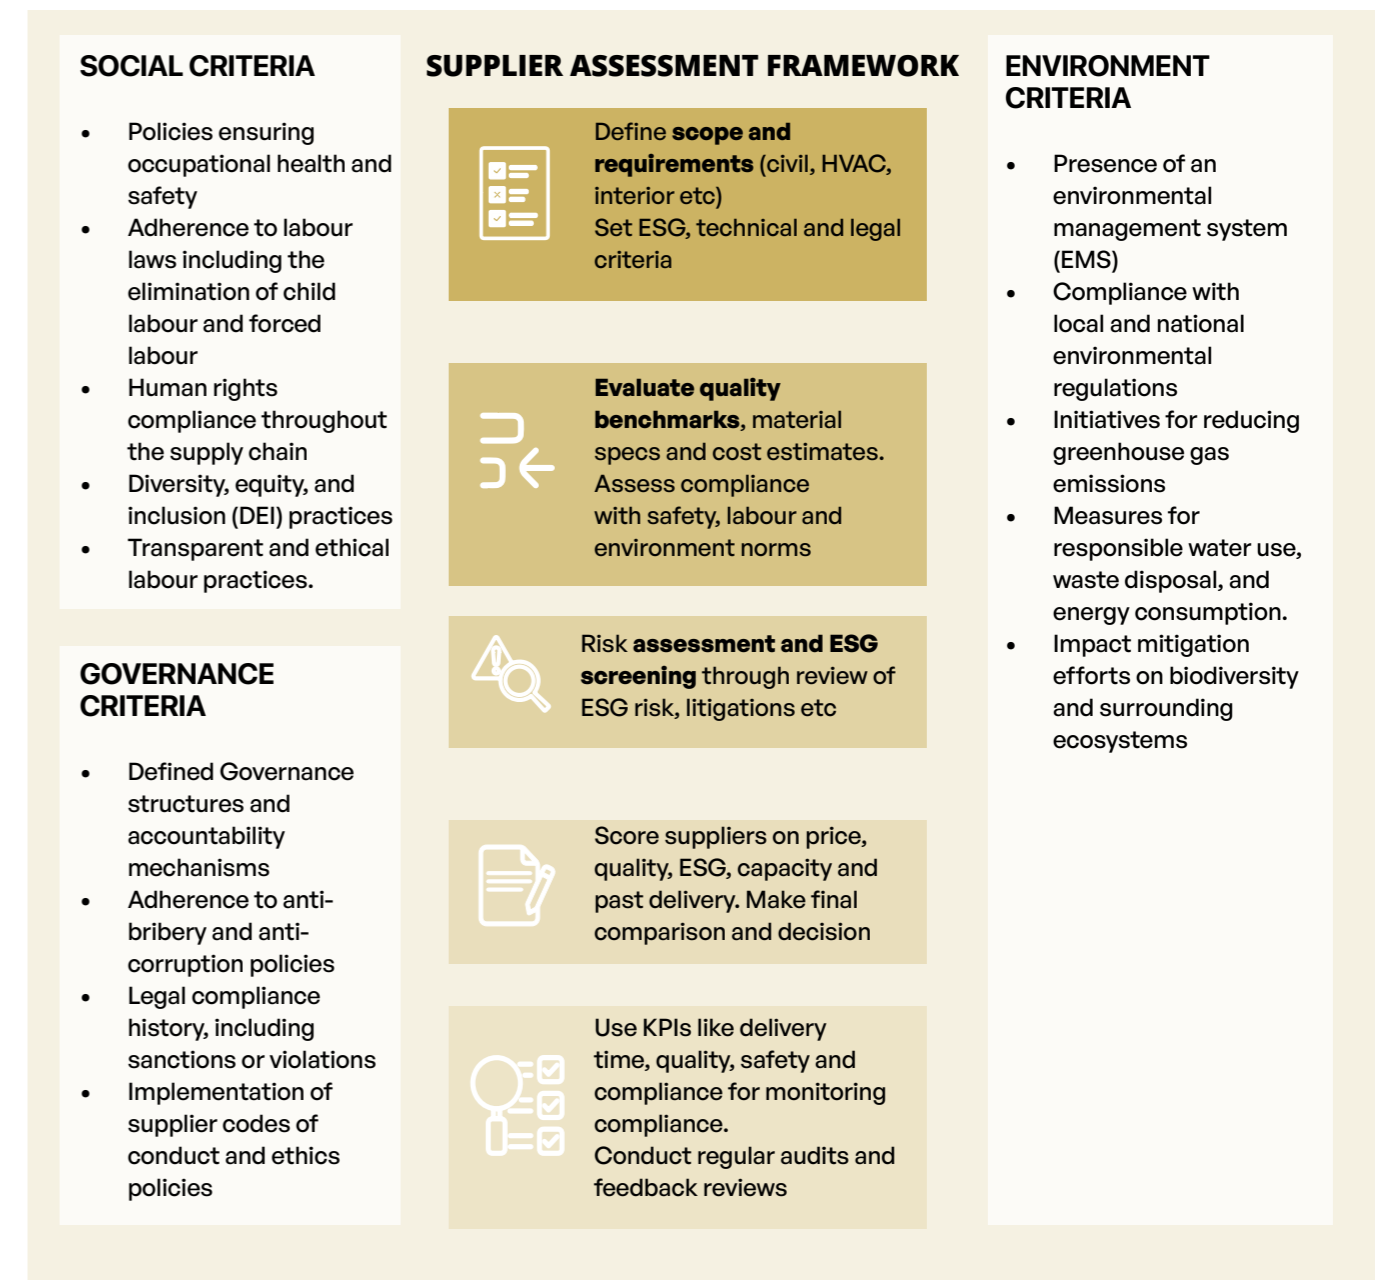 SOCIAL CRITERIA
• Policies ensuring
occupational health and
safety
• Adherence to labour
laws including the
elimination of child
labour and forced
labour
• Human rights
compliance throughout
the supply chain
• Diversity, equity, and
inclusion (DEI) practices
• Transparent and ethical
labour practices.
GOVERNANCE
CRITERIA
• Defined Governance
structures and
accountability
mechanisms
• Adherence to anti-
bribery and anti-
corruption policies
• Legal compliance
history, including
sanctions or violations
• Implementation of
supplier codes of
conduct and ethics
policies
SUPPLIER ASSESSMENT FRAMEWORK
Define scope and
requirements (civil, HVAC,
interior etc)
Set ESG, technical and legal
criteria
Evaluate quality
benchmarks, material
specs and cost estimates.
Assess compliance
with safety, labour and
environment norms
Risk assessment and ESG
screening through review of
ESG risk, litigations etc
Score suppliers on price,
quality, ESG, capacity and
past delivery. Make final
comparison and decision
Use KPIs like delivery
time, quality, safety and
compliance for monitoring
compliance.
Conduct regular audits and
feedback reviews
ENVIRONMENT
CRITERIA
• Presence of an
environmental
management system
(EMS)
• Compliance with
local and national
environmental
regulations
• Initiatives for reducing
greenhouse gas
emissions
• Measures for
responsible water use,
waste disposal, and
energy consumption.
• Impact mitigation
efforts on biodiversity
and surrounding
ecosystems